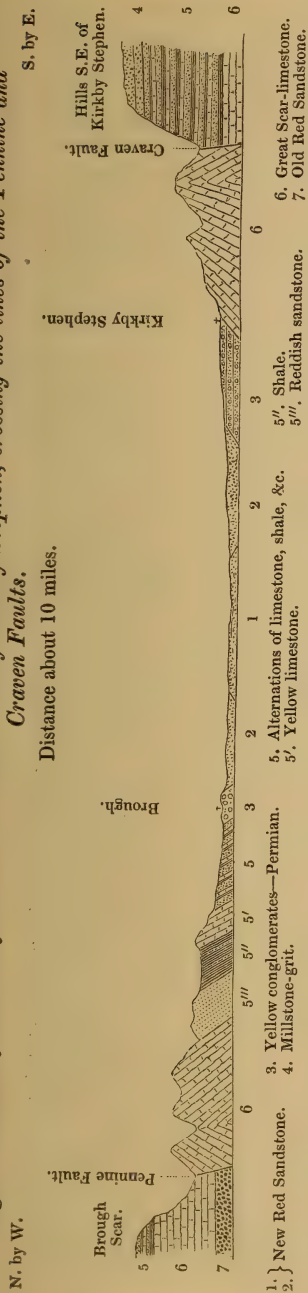 Craven Faults.
Distance about 10 miles.
N. by W.
S. by E.
Brough
Scar.
Pennine Fault.
Brough.
Kirkby Stephen.
Craven Fault.
Hills S.E. of
Kirkby Stephen.
5
6
7
6
5'''
5''
5'
5
3
2
1
2
3
6
4
5
6
1. } New Red Sandstone.
2.
3. Yellow conglomerates—Permian.
4. Millstone-grit.
5. Alternations of limestone, shale, &c.
5'. Yellow limestone.
5''. Shale.
5'''. Reddish sandstone.
6. Great Scar-limestone.
7. Old Red Sandstone.